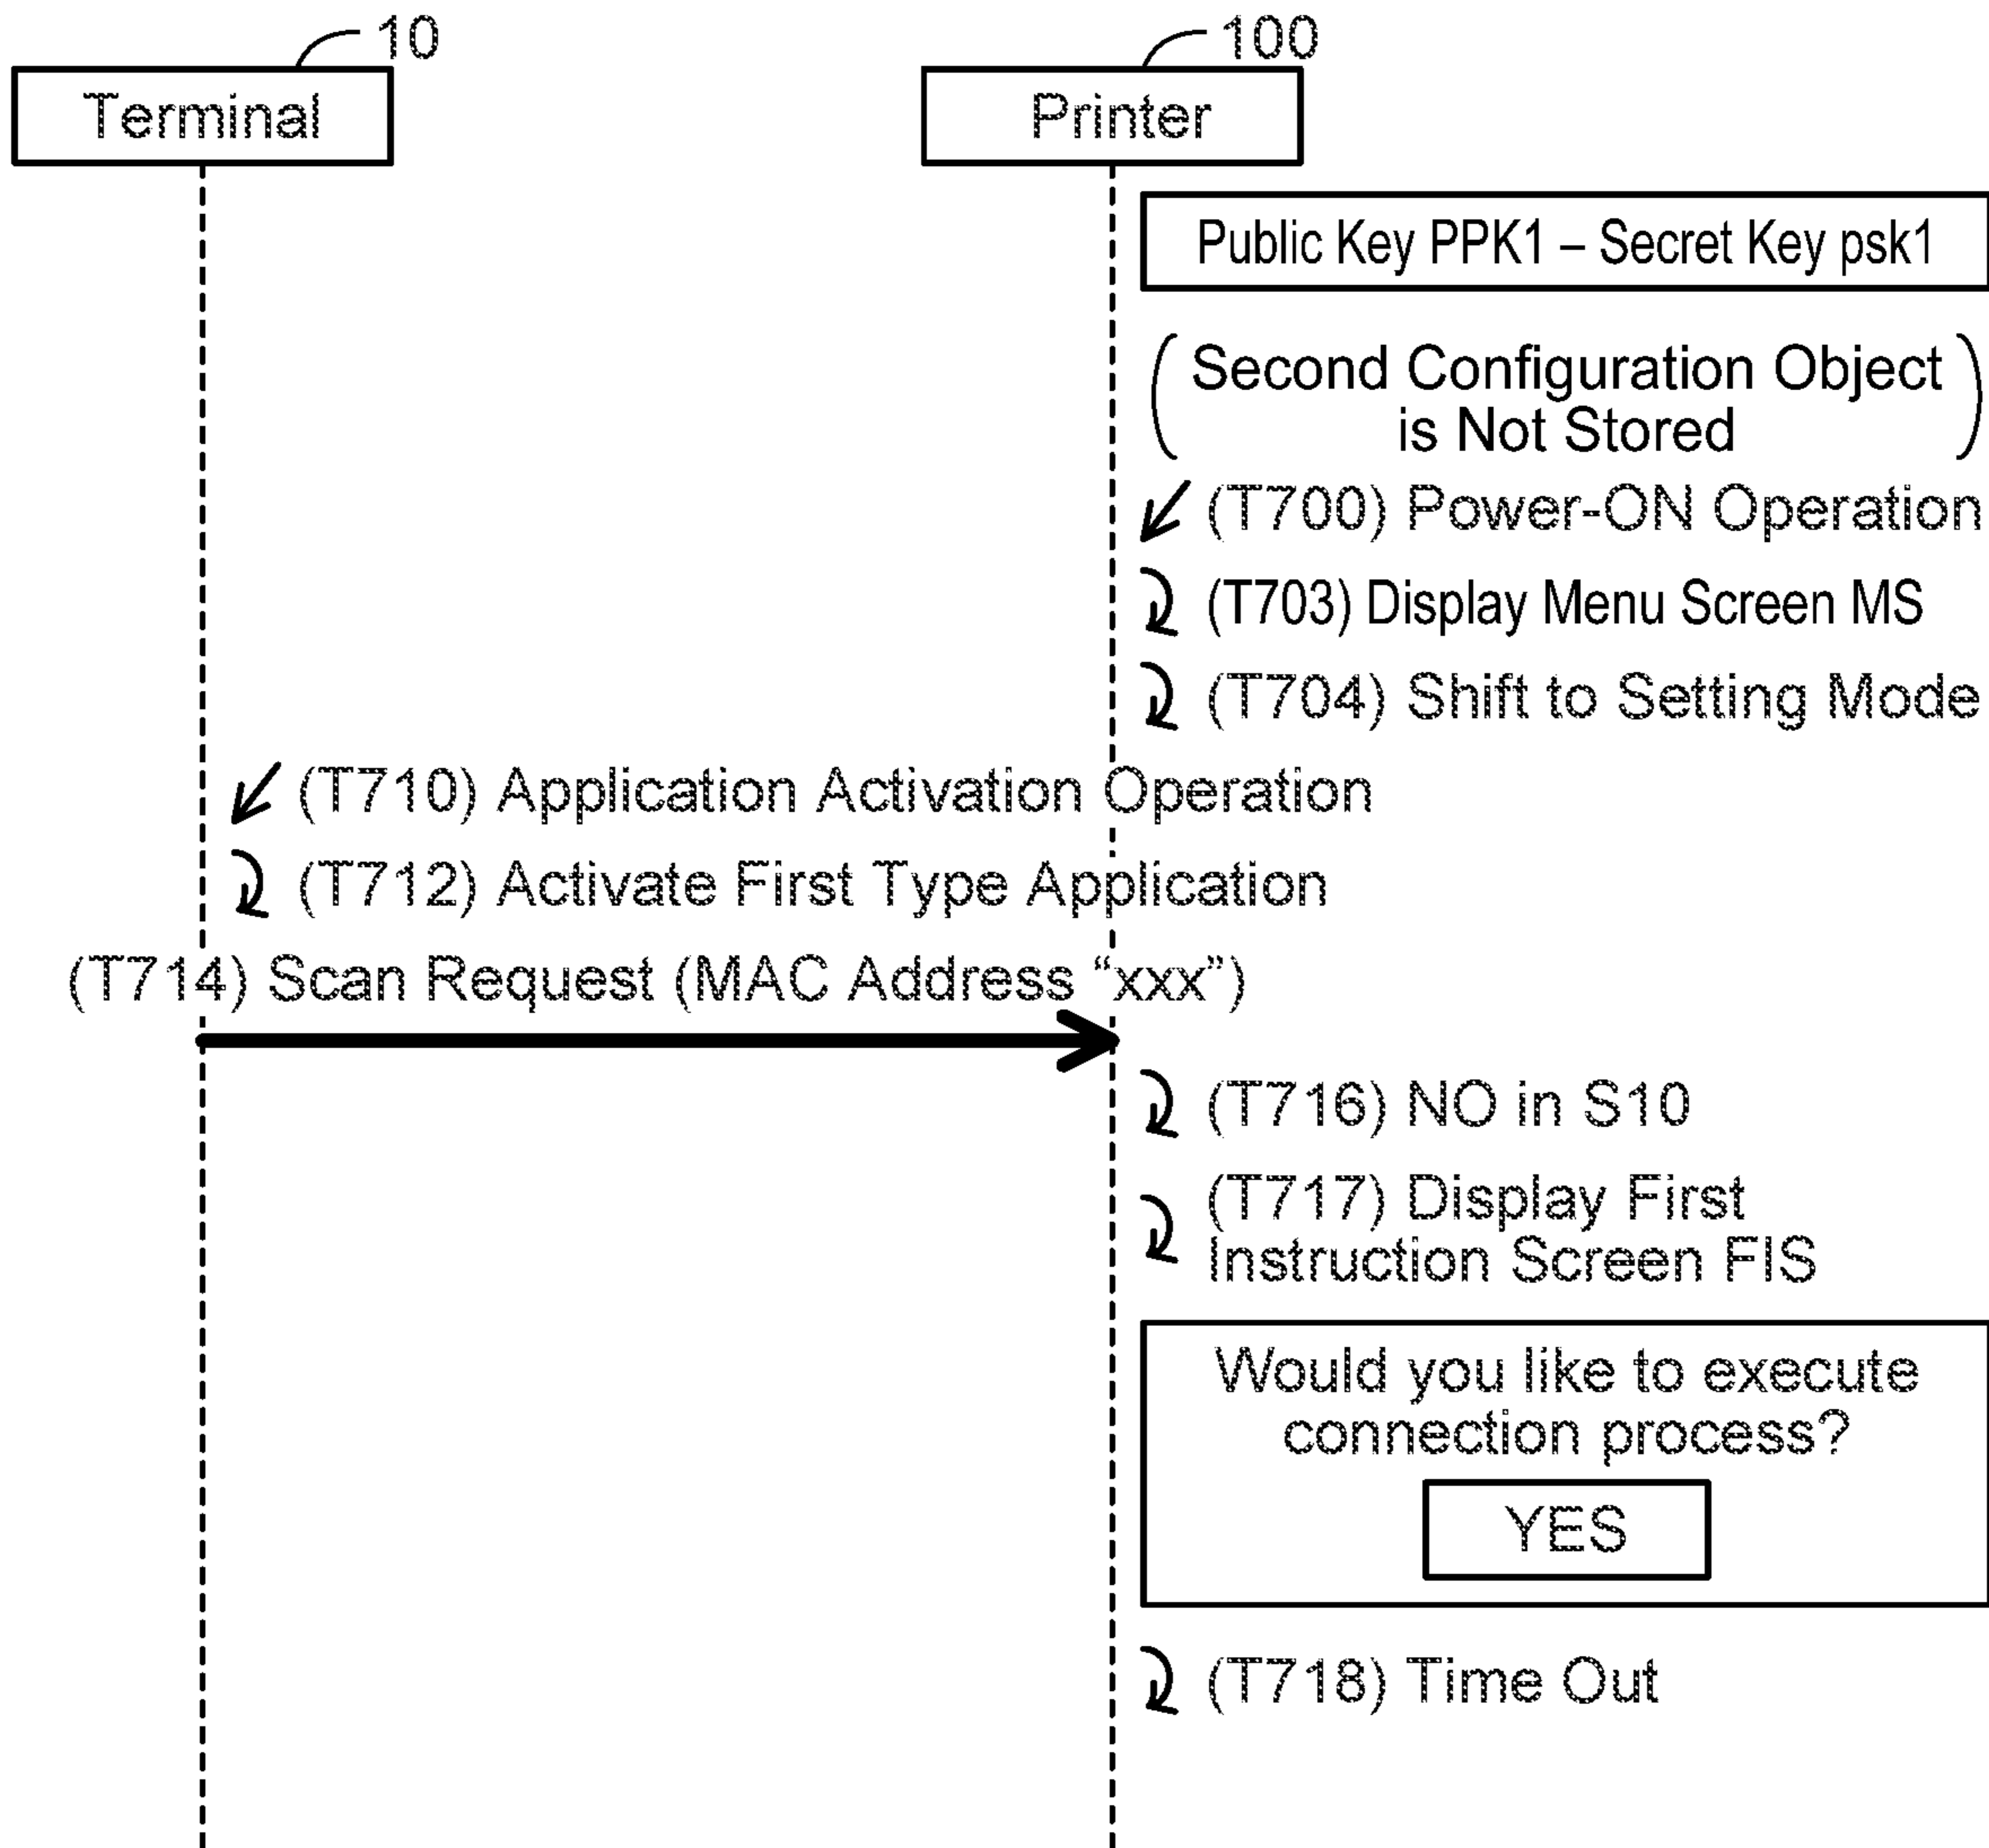 10
100
Terminal
Printer
Public Key PPK1 – Secret Key psk1
Second Configuration Object
is Not Stored
(T700) Power-ON Operation
(T703) Display Menu Screen MS
(T704) Shift to Setting Mode
(T710) Application Activation Operation
(T712) Activate First Type Application
(T714) Scan Request (MAC Address “xxx”)
(T716) NO in S10
(T717) Display First
Instruction Screen FIS
Would you like to execute
connection process?
YES
(T718) Time Out